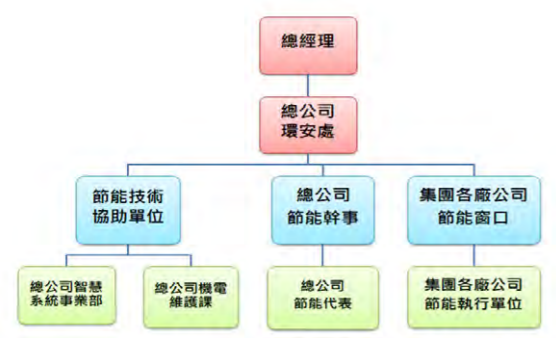 總經理
總公司
環安處
節能技術
協助單位
總公司
節能幹事
集團各廠公司
節能窗口
總公司智慧
系統事業部
總公司機電
維護課
總公司
節能代表
集團各廠公司
節能執行單位